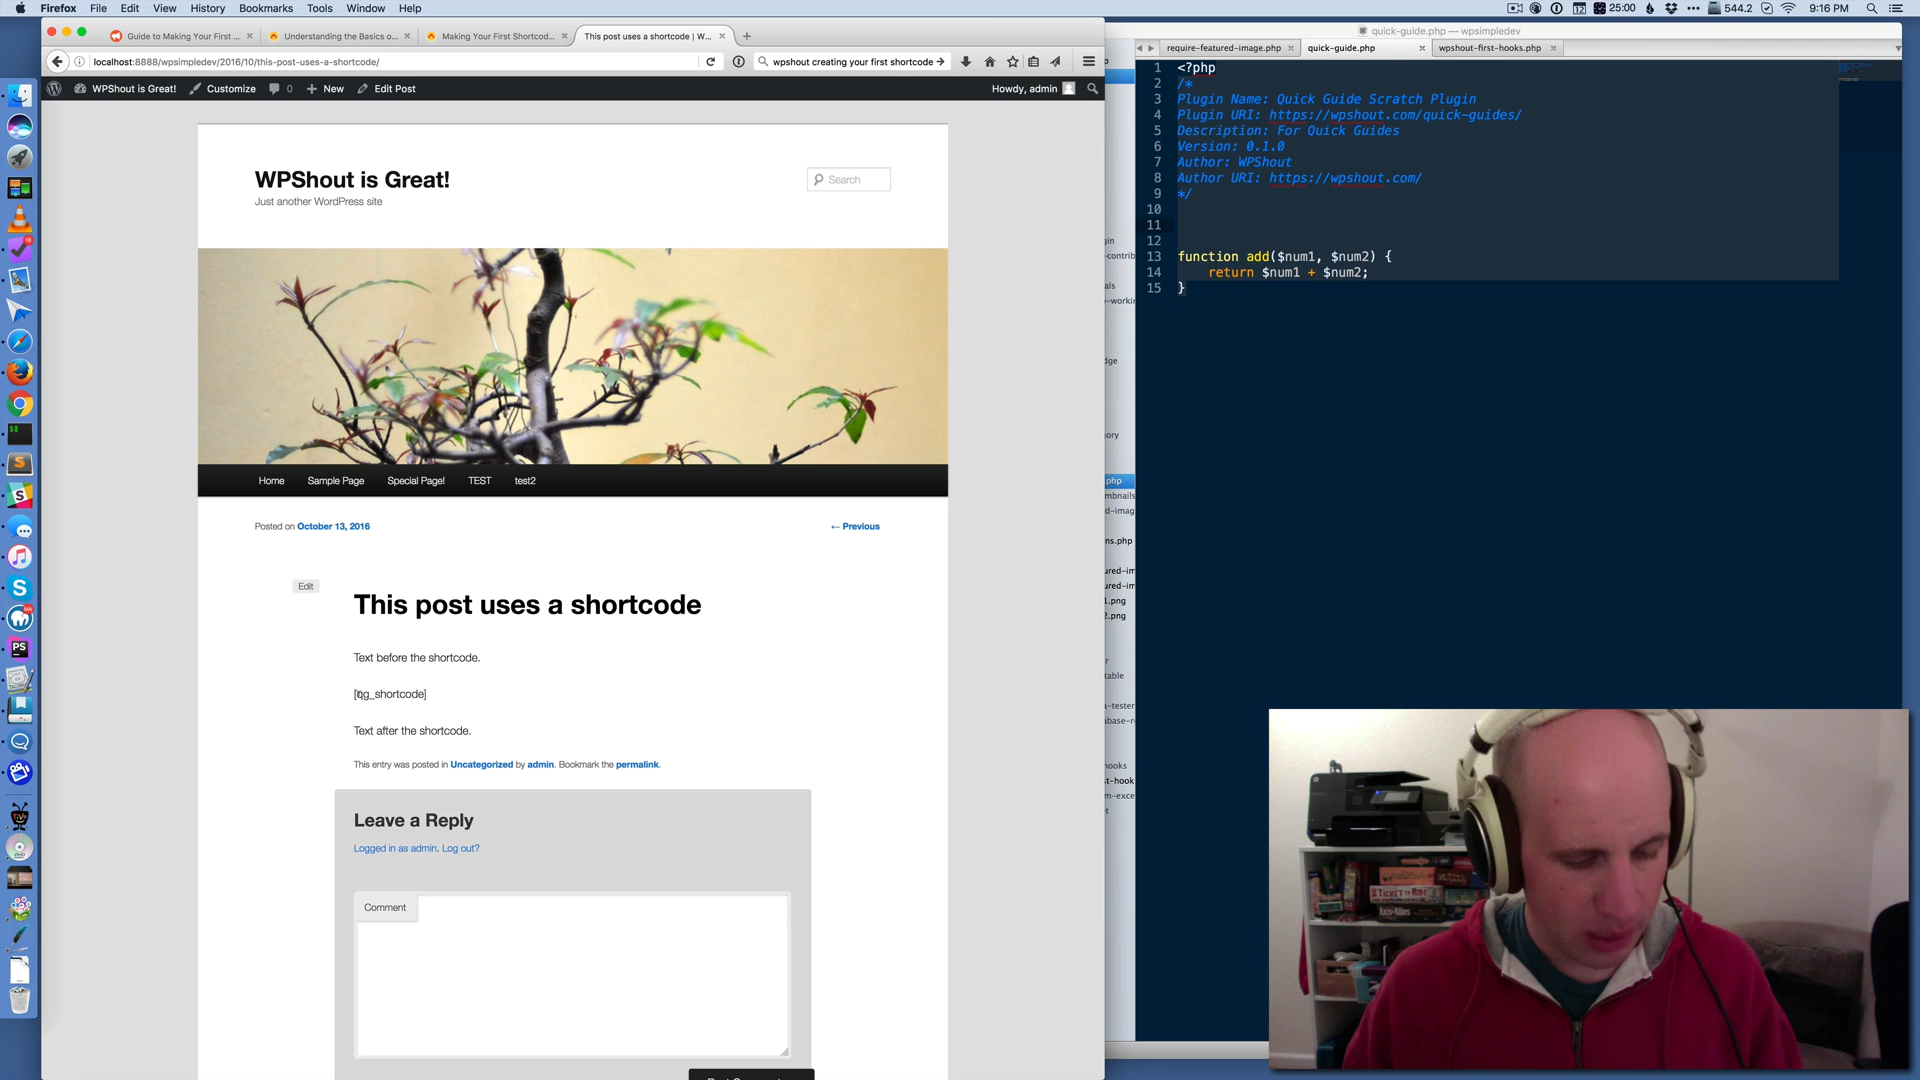 Firefox File Edit View History Bookmarks Tools Window Help
12 25:00 544.2 9:16 PM
Guide to Making Your First ...
Understanding the Basics o...
Making Your First Shortcod...
This post uses a shortcode | W...
localhost:8888/wpsimpledev/2016/10/this-post-uses-a-shortcode/
wpshout creating your first shortcode
WPShout is Great! Customize 0 New Edit Post
Howdy, admin
WPShout is Great!
Just another WordPress site
Search
Home Sample Page Special Page! TEST test2
Posted on October 13, 2016
← Previous
Edit
This post uses a shortcode
Text before the shortcode.
[qg_shortcode]
Text after the shortcode.
This entry was posted in Uncategorized by admin. Bookmark the permalink.
Leave a Reply
Logged in as admin. Log out?
Comment
quick-guide.php — wpsimpledev
require-featured-image.php
quick-guide.php
wpshout-first-hooks.php
1 <?php
2 /*
3 Plugin Name: Quick Guide Scratch Plugin
4 Plugin URI: https://wpshout.com/quick-guides/
5 Description: For Quick Guides
6 Version: 0.1.0
7 Author: WPShout
8 Author URI: https://wpshout.com/
9 */
10
11
12
13 function add($num1, $num2) {
14 return $num1 + $num2;
15 }
TICKET TO RIDE